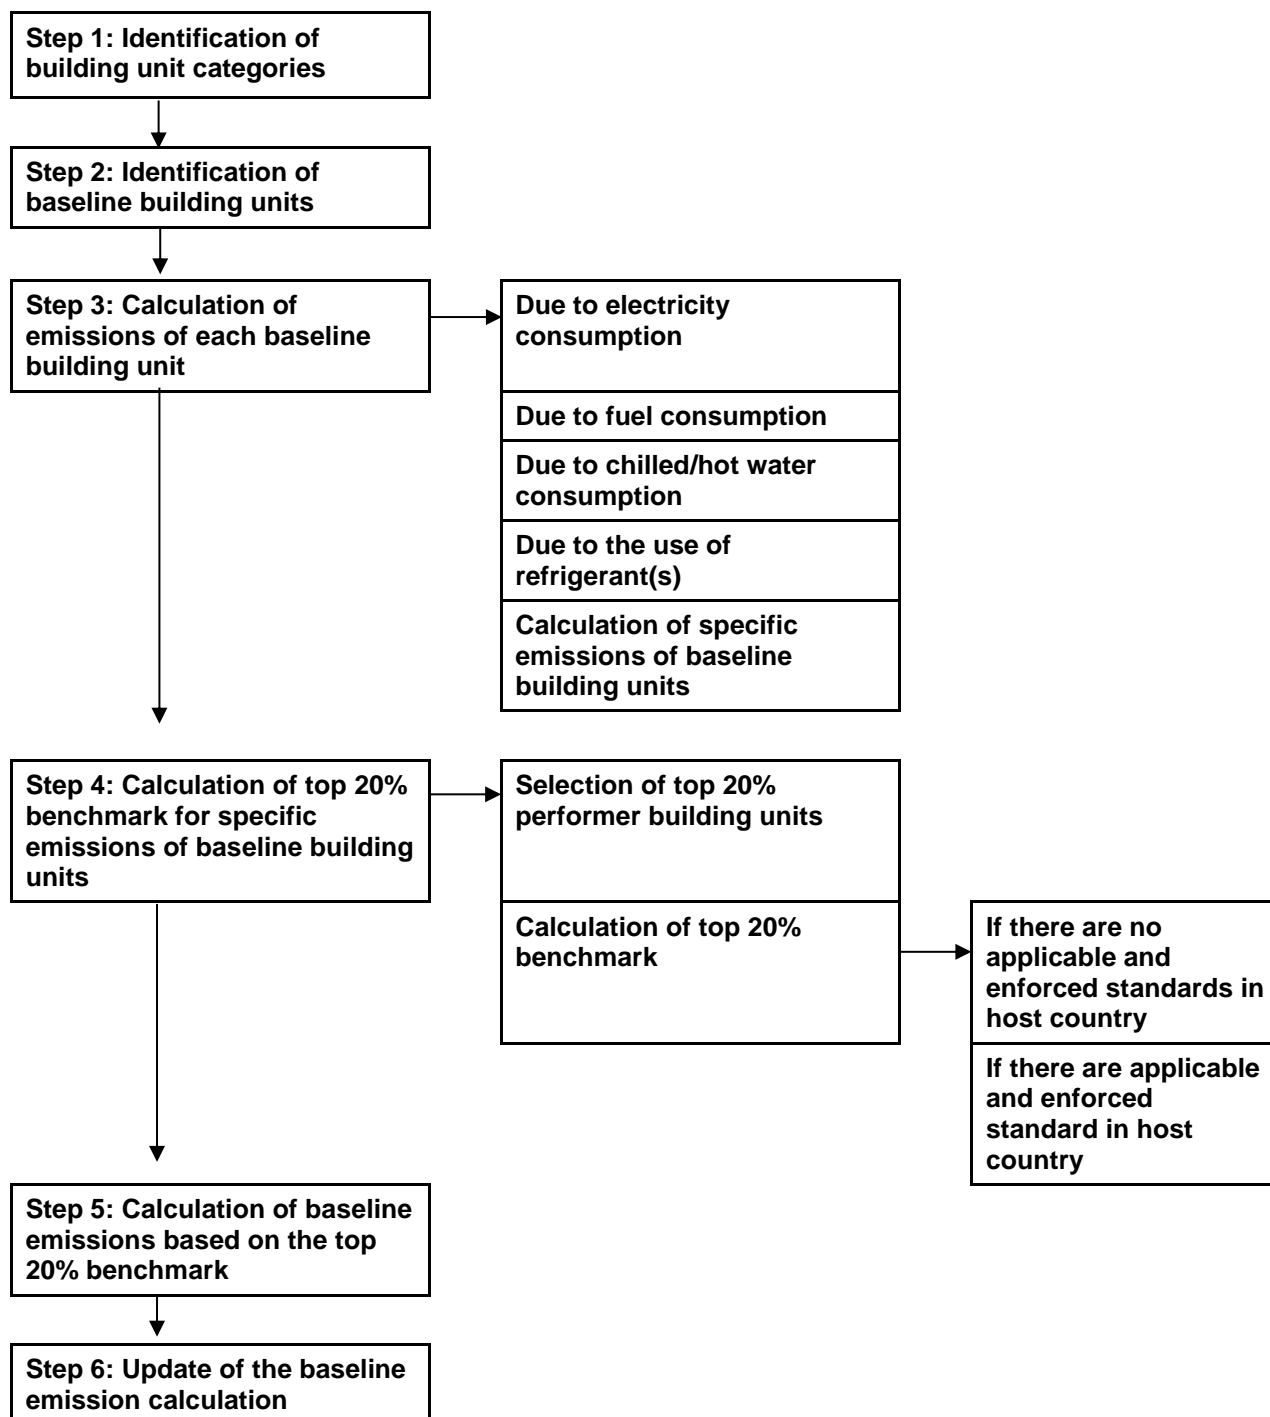 Step 1: Identification of
building unit categories
Step 2: Identification of
baseline building units
Step 3: Calculation of
emissions of each baseline
building unit
Due to electricity
consumption
Due to fuel consumption
Due to chilled/hot water
consumption
Due to the use of
refrigerant(s)
Calculation of specific
emissions of baseline
building units
Step 4: Calculation of top 20%
benchmark for specific
emissions of baseline building
units
Selection of top 20%
performer building units
Calculation of top 20%
benchmark
If there are no
applicable and
enforced standards in
host country
If there are applicable
and enforced
standard in host
country
Step 5: Calculation of baseline
emissions based on the top
20% benchmark
Step 6: Update of the baseline
emission calculation